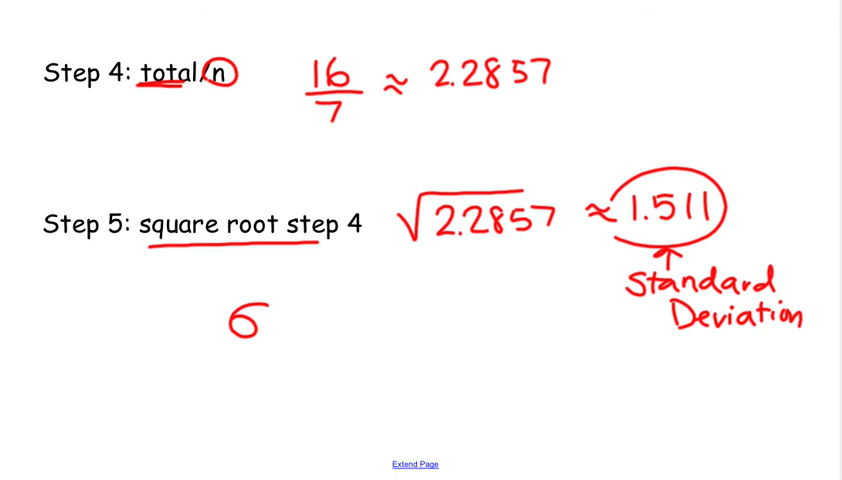 Step 4: total/n 16/7 ≈ 2.2857
Step 5: square root step 4 √2.2857 ≈ 1.511
Standard
Deviation
σ
Extend Page